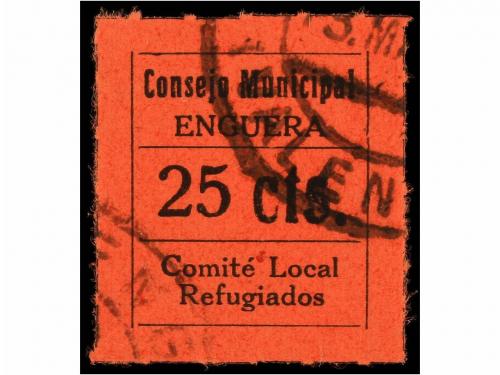 Consejo Municipal
ENGUERA
25 cts.
Comité Local
Refugiados